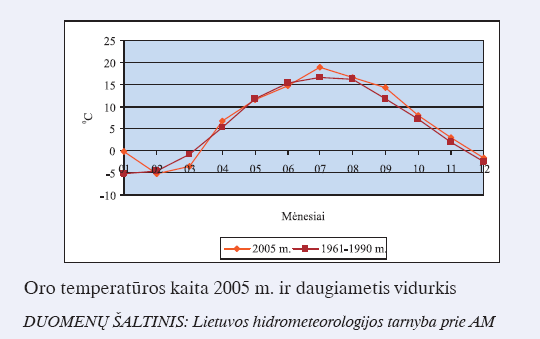 25
20
15
10
5
0
-5
-10
°C
01 02 03 04 05 06 07 08 09 10 11 12
Mėnesiai
2005 m. 1961-1990 m.
Oro temperatūros kaita 2005 m. ir daugiametis vidurkis
DUOMENŲ ŠALTINIS: Lietuvos hidrometeorologijos tarnyba prie AM